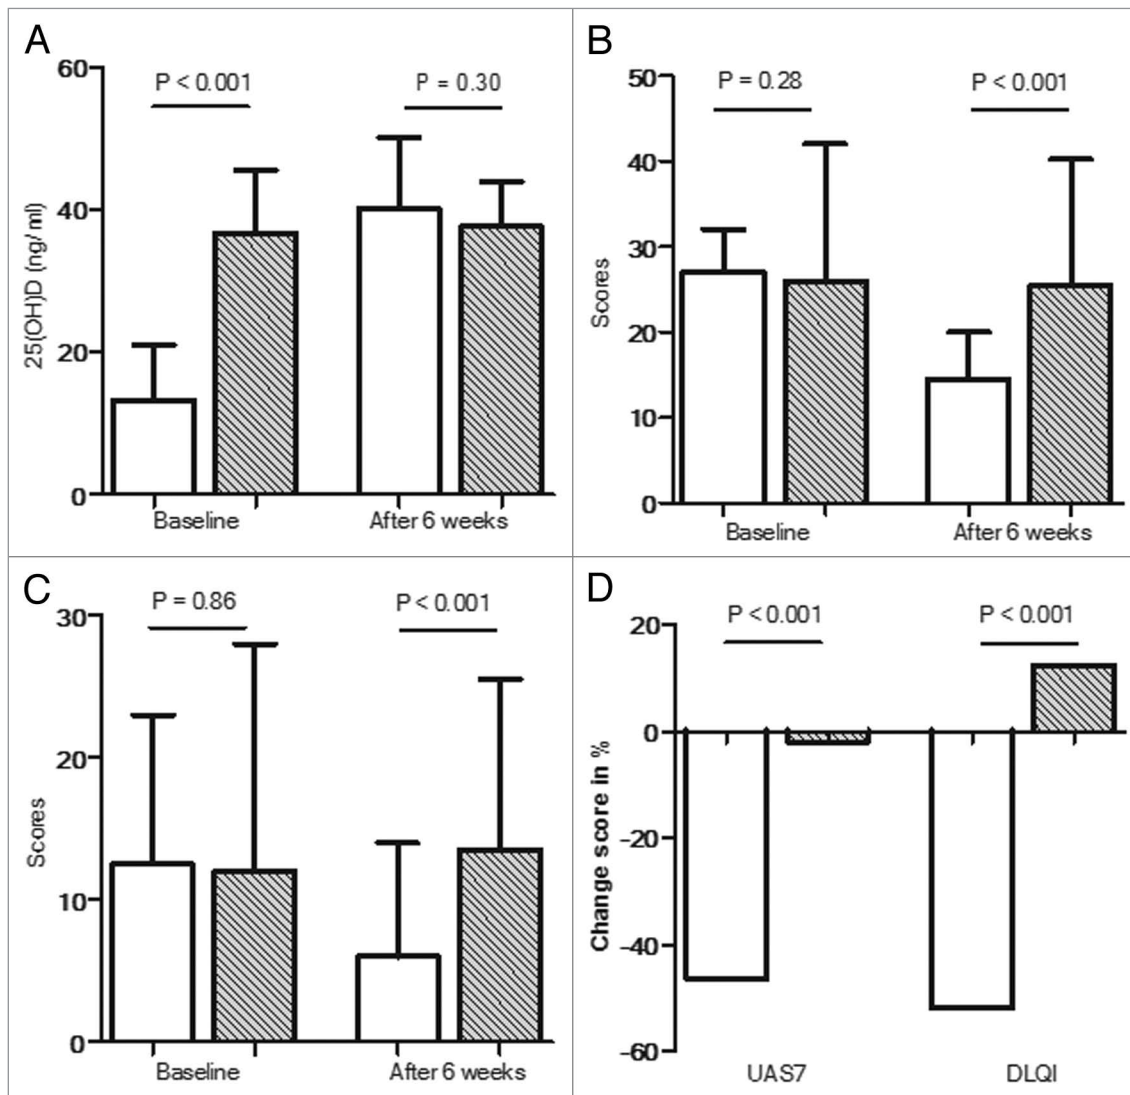 A
P < 0.001
P = 0.30
60
40
20
0
25(OH)D (ng/ml)
Baseline
After 6 weeks
B
P = 0.28
P < 0.001
50
40
30
20
10
0
Scores
Baseline
After 6 weeks
C
P = 0.86
P < 0.001
30
20
10
0
Scores
Baseline
After 6 weeks
D
P < 0.001
P < 0.001
20
0
-20
-40
-60
Change score in %
UAS7
DLQI